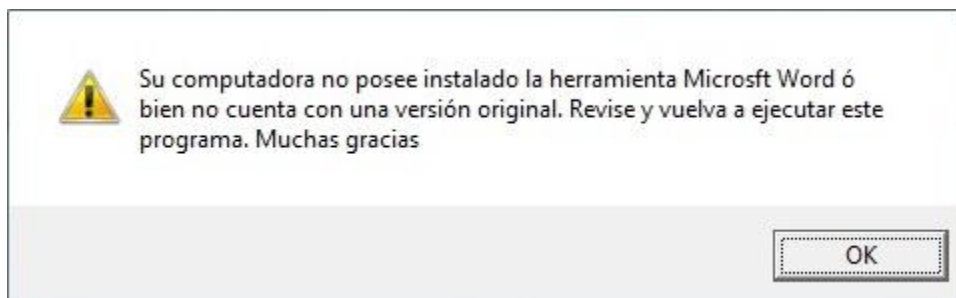 Su computadora no posee instalado la herramienta Microsft Word ó
bien no cuenta con una versión original. Revise y vuelva a ejecutar este
programa. Muchas gracias
OK